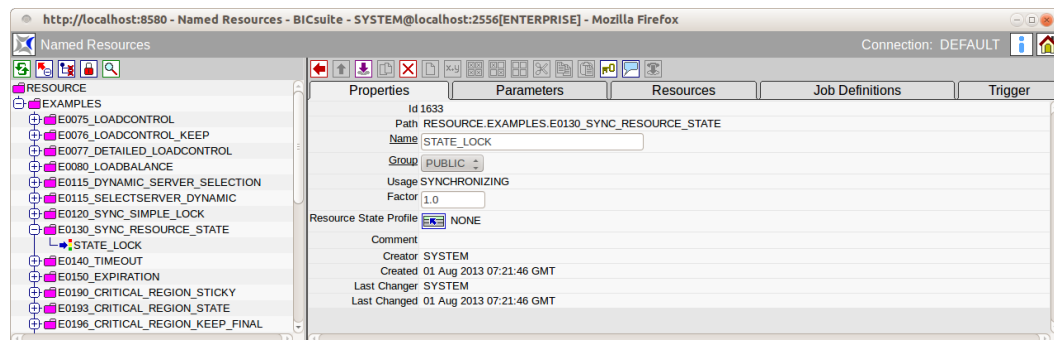 http://localhost:8580 - Named Resources - BICsuite - SYSTEM@localhost:2556[ENTERPRISE] - Mozilla Firefox
Named Resources Connection: DEFAULT
RESOURCE
EXAMPLES
E0075_LOADCONTROL
E0076_LOADCONTROL_KEEP
E0077_DETAILED_LOADCONTROL
E0080_LOADBALANCE
E0115_DYNAMIC_SERVER_SELECTION
E0115_SELECTSERVER_DYNAMIC
E0120_SYNC_SIMPLE_LOCK
E0130_SYNC_RESOURCE_STATE
STATE_LOCK
E0140_TIMEOUT
E0150_EXPIRATION
E0190_CRITICAL_REGION_STICKY
E0193_CRITICAL_REGION_STATE
E0196_CRITICAL_REGION_KEEP_FINAL
Properties Parameters Resources Job Definitions Trigger
Id 1633
Path RESOURCE.EXAMPLES.E0130_SYNC_RESOURCE_STATE
Name STATE_LOCK
Group PUBLIC
Usage SYNCHRONIZING
Factor 1.0
Resource State Profile NONE
Comment
Creator SYSTEM
Created 01 Aug 2013 07:21:46 GMT
Last Changer SYSTEM
Last Changed 01 Aug 2013 07:21:46 GMT